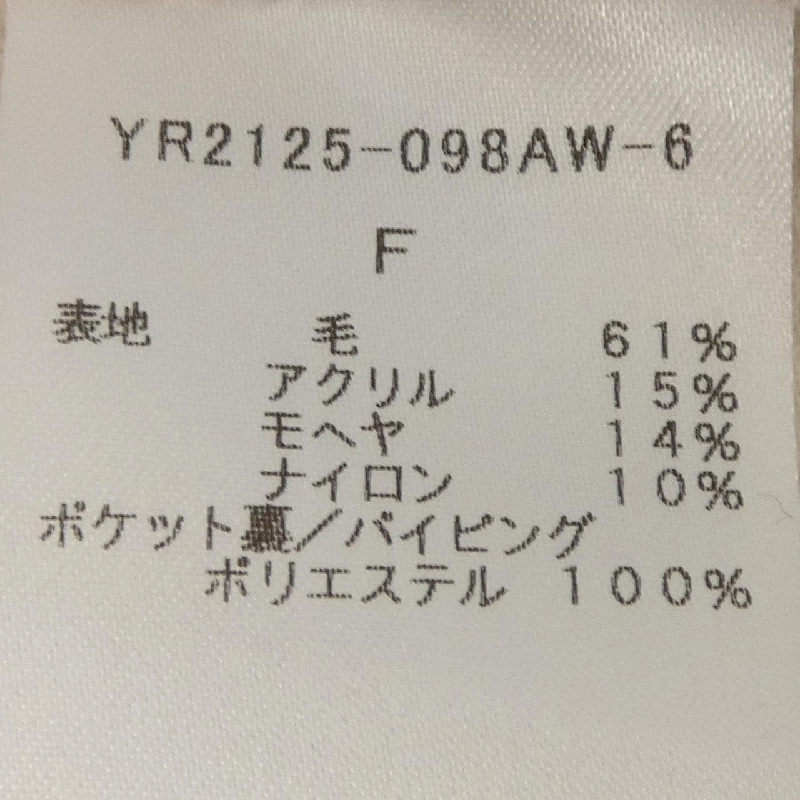 YR2125-098AW-6
F
表地 毛 61%
アクリル 15%
モヘヤ 14%
ナイロン 10%
ポケット裏/パイピング
ポリエステル 100%